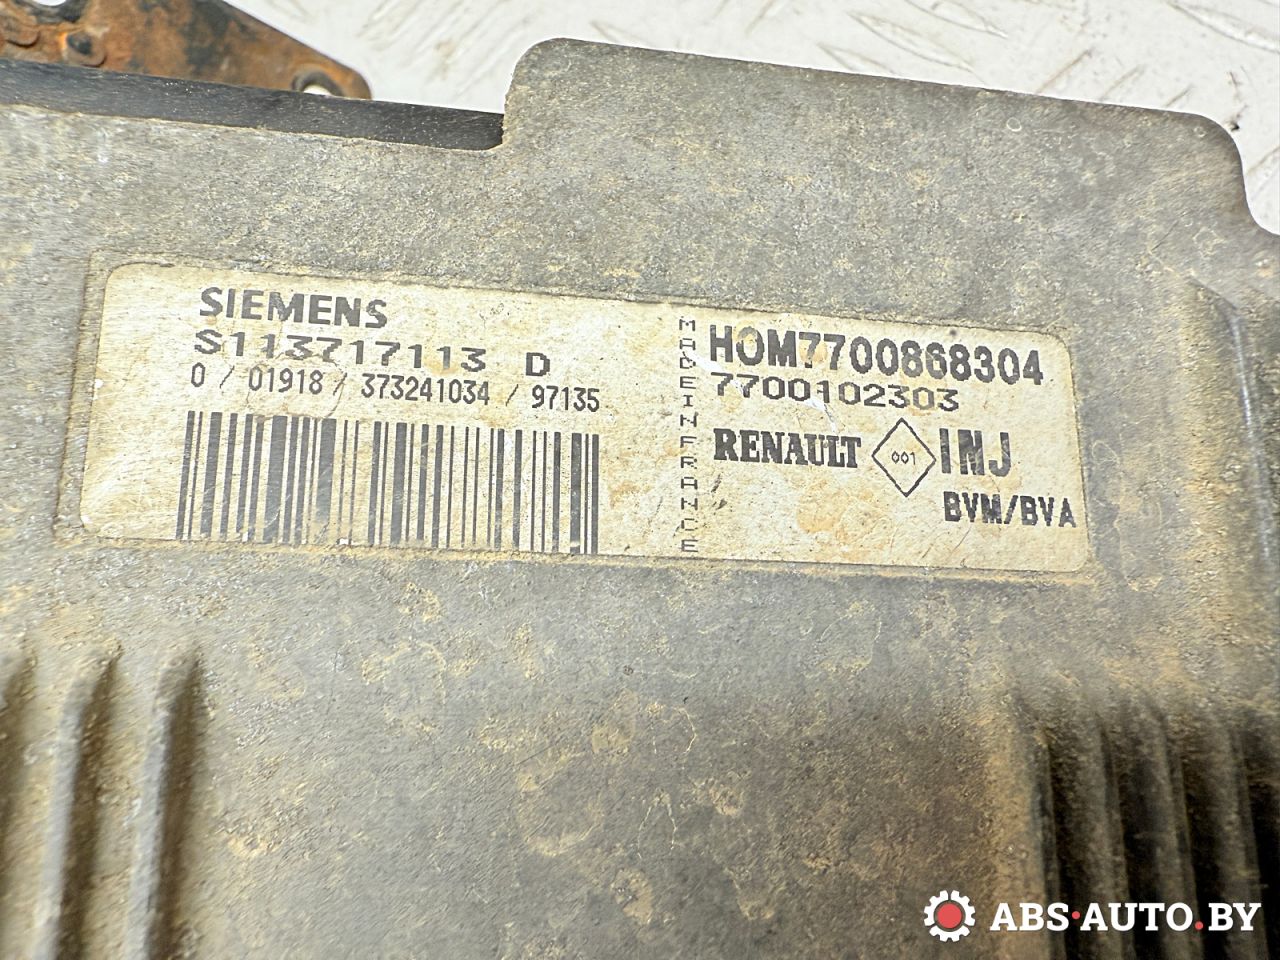 SIEMENS
S113717113 D
0 / 01918 / 373241034 / 97135
MADE IN FRANCE
HOM7700868304
7700102303
RENAULT 001 INJ
BVM/BVA
ABS·AUTO.BY